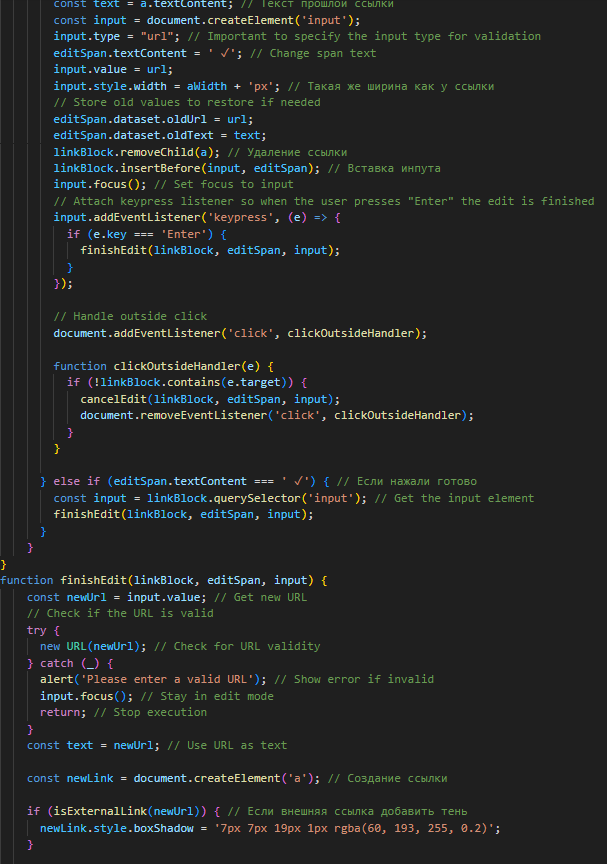 const text = a.textContent; // Текст прошлой ссылки
const input = document.createElement('input');
input.type = "url"; // Important to specify the input type for validation
editSpan.textContent = ' ✓'; // Change span text
input.value = url;
input.style.width = aWidth + 'px'; // Такая же ширина как у ссылки
// Store old values to restore if needed
editSpan.dataset.oldUrl = url;
editSpan.dataset.oldText = text;
linkBlock.removeChild(a); // Удаление ссылки
linkBlock.insertBefore(input, editSpan); // Вставка инпута
input.focus(); // Set focus to input
// Attach keypress listener so when the user presses "Enter" the edit is finished
input.addEventListener('keypress', (e) => {
if (e.key === 'Enter') {
finishEdit(linkBlock, editSpan, input);
}
});
// Handle outside click
document.addEventListener('click', clickOutsideHandler);
function clickOutsideHandler(e) {
if (!linkBlock.contains(e.target)) {
cancelEdit(linkBlock, editSpan, input);
document.removeEventListener('click', clickOutsideHandler);
}
}
} else if (editSpan.textContent === ' ✓') { // Если нажали готово
const input = linkBlock.querySelector('input'); // Get the input element
finishEdit(linkBlock, editSpan, input);
}
}
}
function finishEdit(linkBlock, editSpan, input) {
const newUrl = input.value; // Get new URL
// Check if the URL is valid
try {
new URL(newUrl); // Check for URL validity
} catch (_) {
alert('Please enter a valid URL'); // Show error if invalid
input.focus(); // Stay in edit mode
return; // Stop execution
}
const text = newUrl; // Use URL as text
const newLink = document.createElement('a'); // Создание ссылки
if (isExternalLink(newUrl)) { // Если внешняя ссылка добавить тень
newLink.style.boxShadow = '7px 7px 19px 1px rgba(60, 193, 255, 0.2)';
}